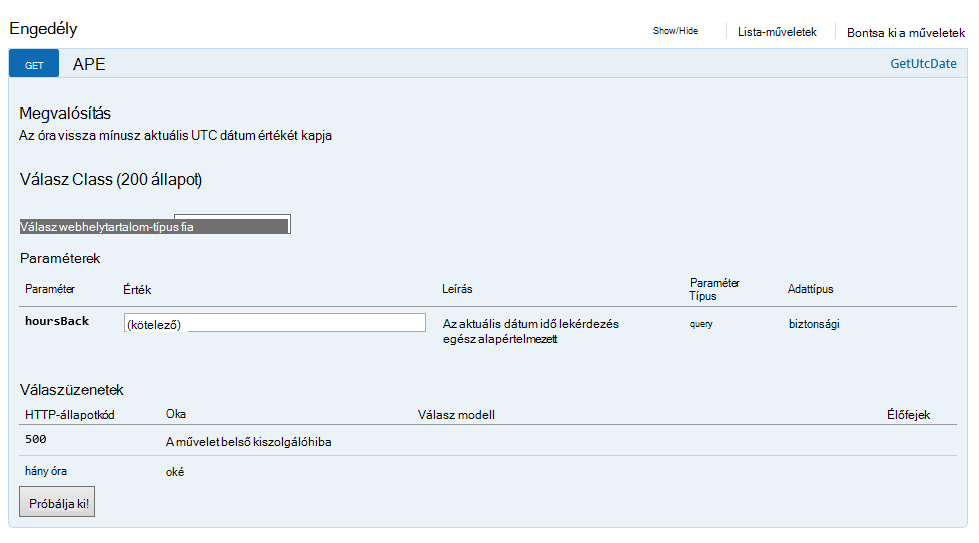 Engedély
Show/Hide
Lista-műveletek
Bontsa ki a műveletek
GET APE
GetUtcDate
Megvalósítás
Az óra vissza mínusz aktuális UTC dátum értékét kapja
Válasz Class (200 állapot)
Válasz webhelytartalom-típus fia
Paraméterek
Paraméter Érték Leírás Paraméter Típus Adattípus
hoursBack (kötelező) Az aktuális dátum idő lekérdezés query biztonsági
egész alapértelmezett
Válaszüzenetek
HTTP-állapotkód Oka Válasz modell Élőfejek
500 A művelet belső kiszolgálóhiba
hány óra oké
Próbálja ki!